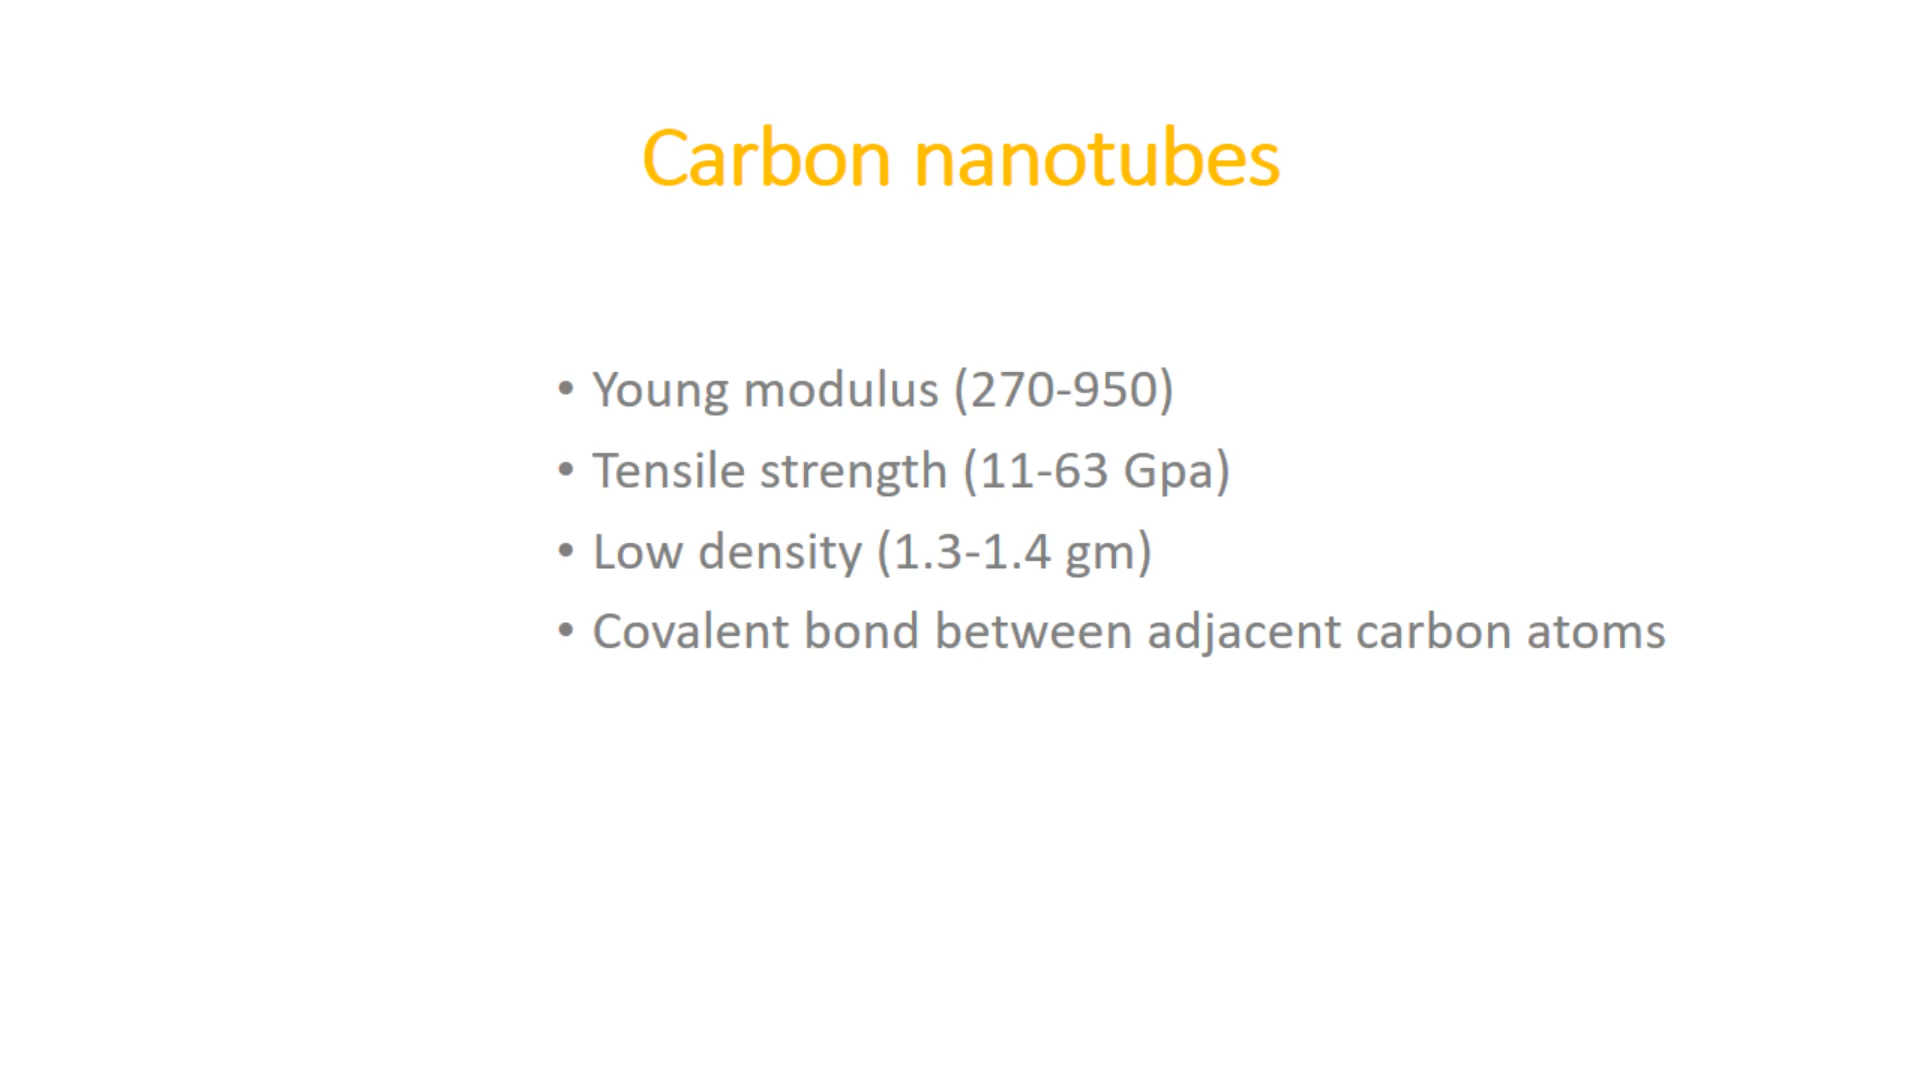 Carbon nanotubes
• Young modulus (270-950)
• Tensile strength (11-63 Gpa)
• Low density (1.3-1.4 gm)
• Covalent bond between adjacent carbon atoms